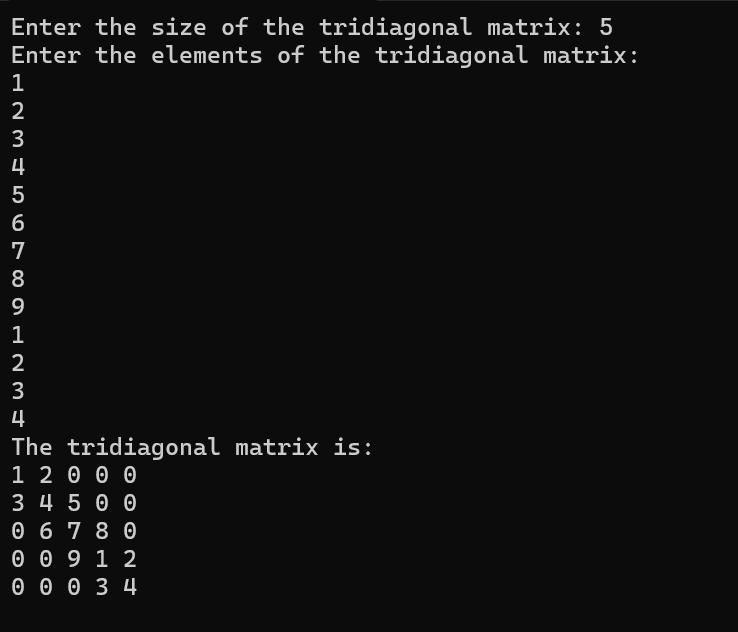 Enter the size of the tridiagonal matrix: 5
Enter the elements of the tridiagonal matrix:
1
2
3
4
5
6
7
8
9
1
2
3
4
The tridiagonal matrix is:
1 2 0 0 0
3 4 5 0 0
0 6 7 8 0
0 0 9 1 2
0 0 0 3 4